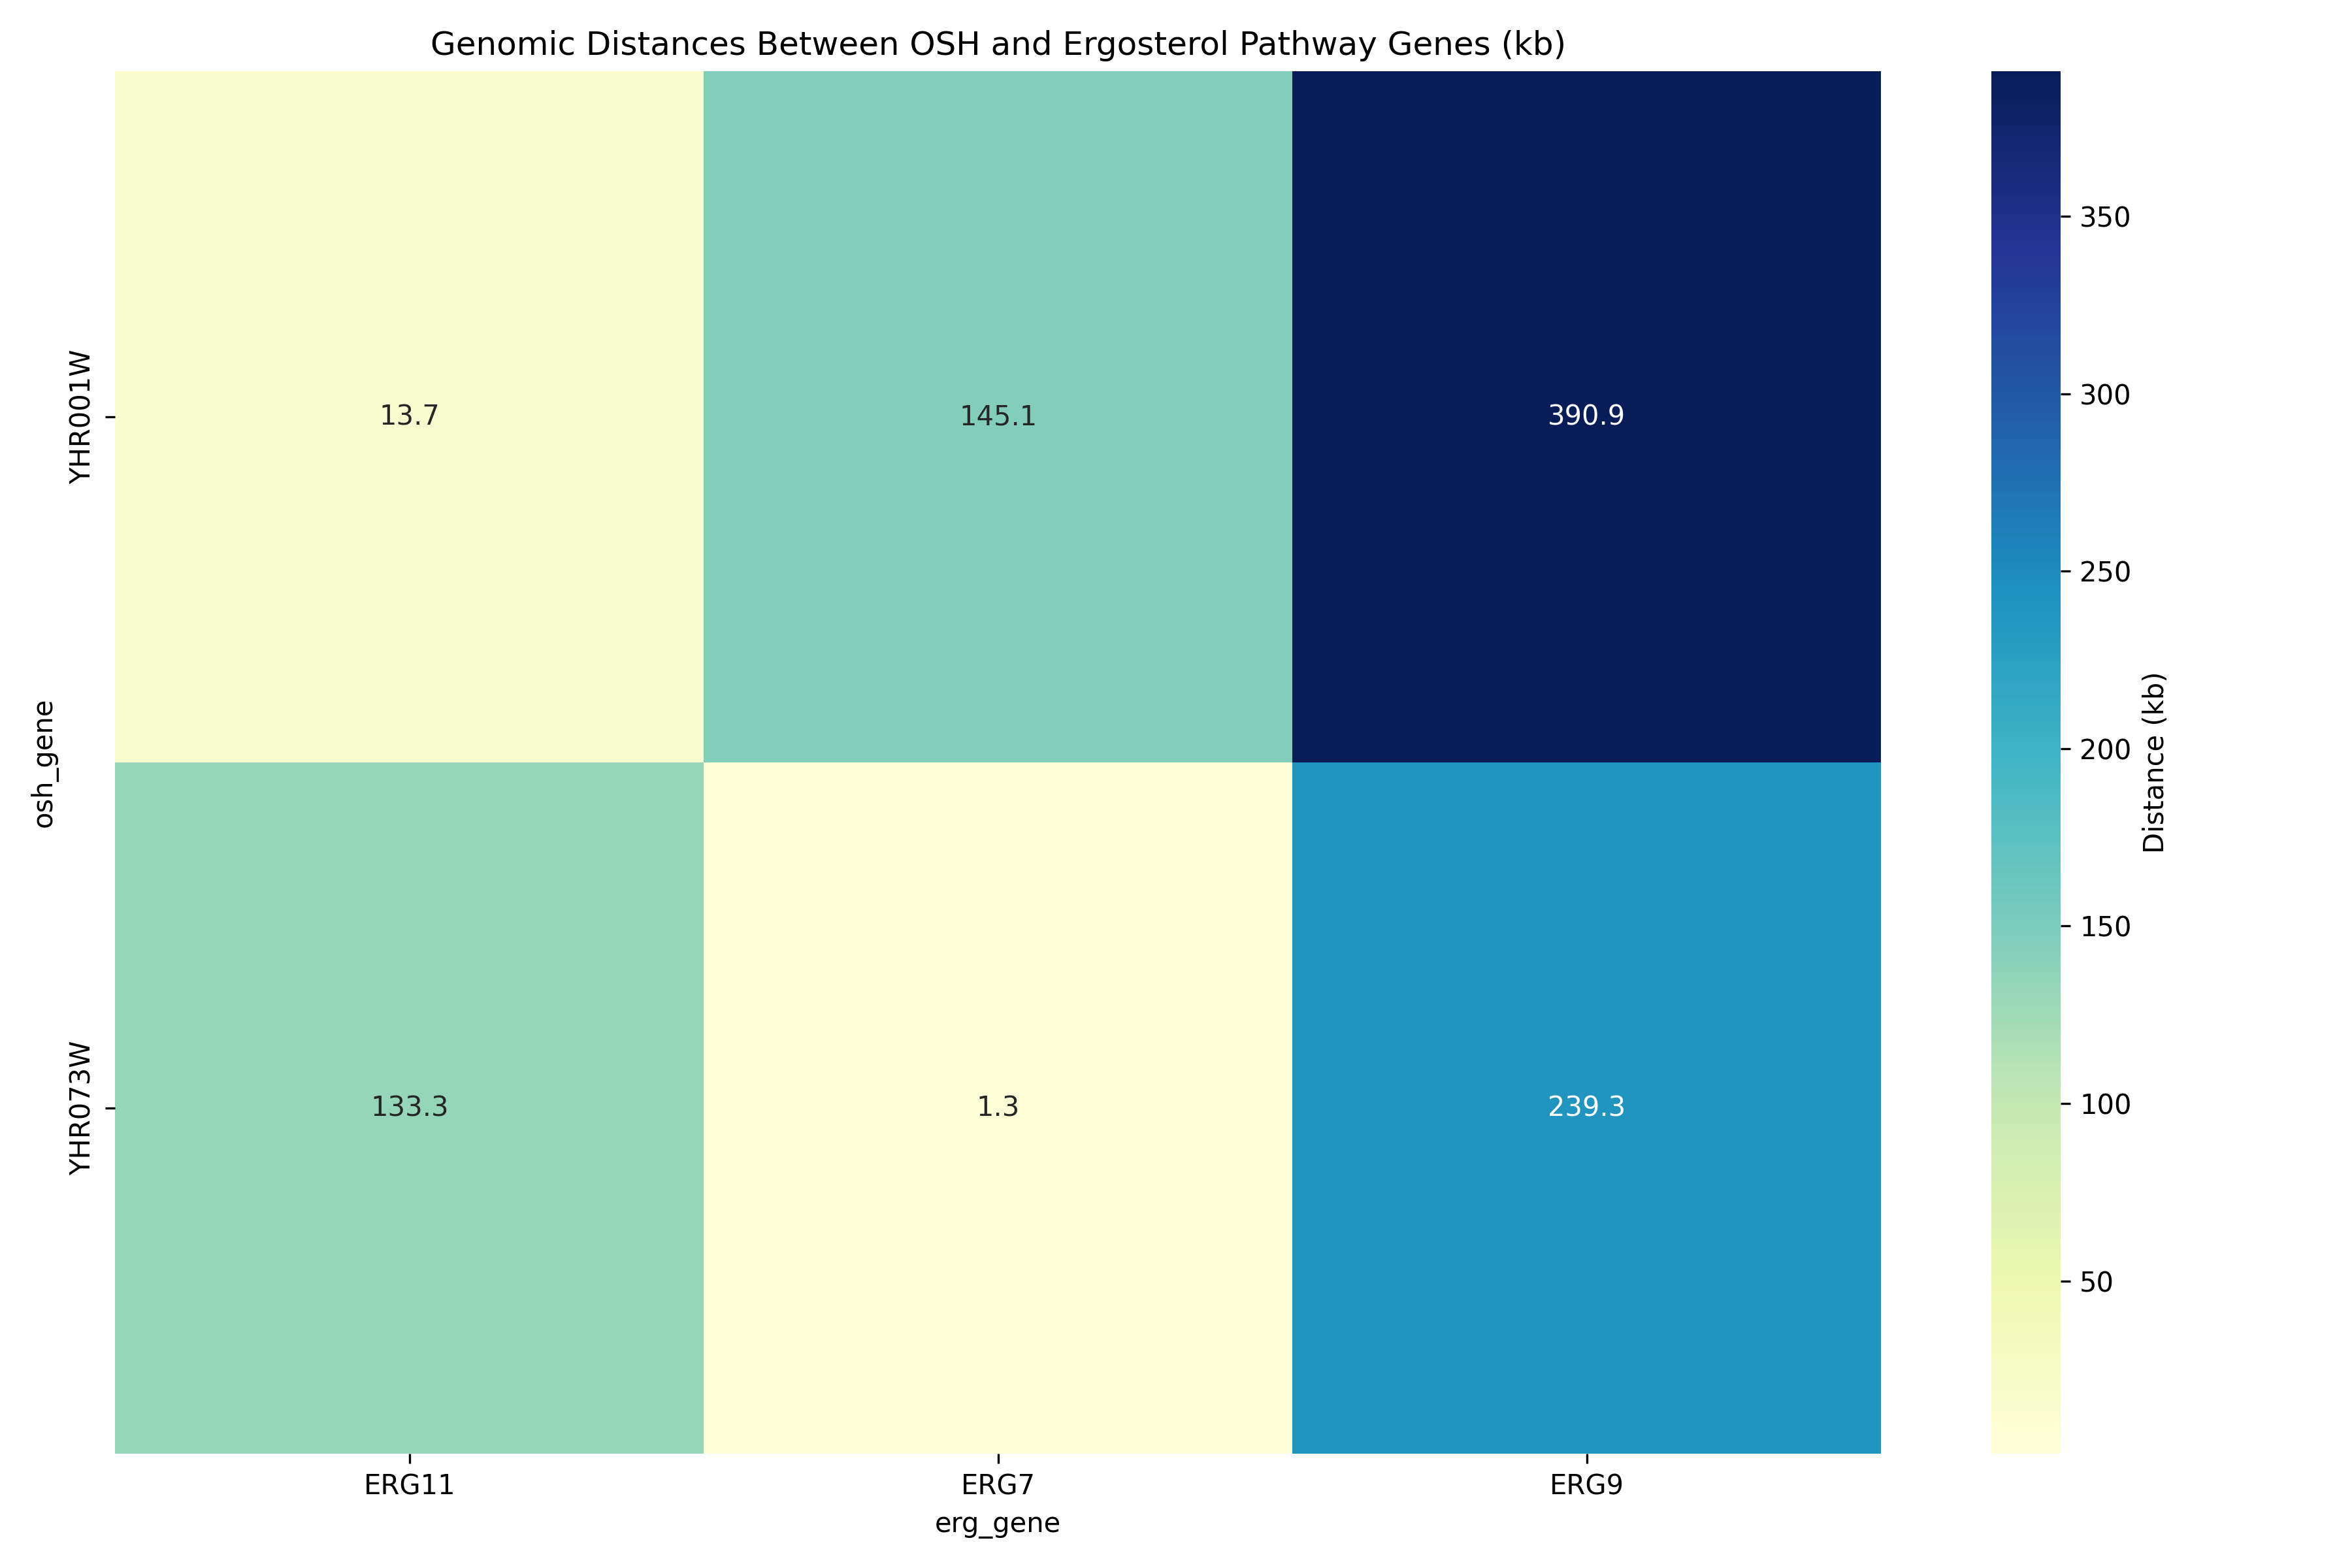 Genomic Distances Between OSH and Ergosterol Pathway Genes (kb)
osh_gene
YHR001W
13.7
145.1
390.9
YHR073W
133.3
1.3
239.3
ERG11
ERG7
ERG9
erg_gene
350
300
250
200
150
100
50
Distance (kb)